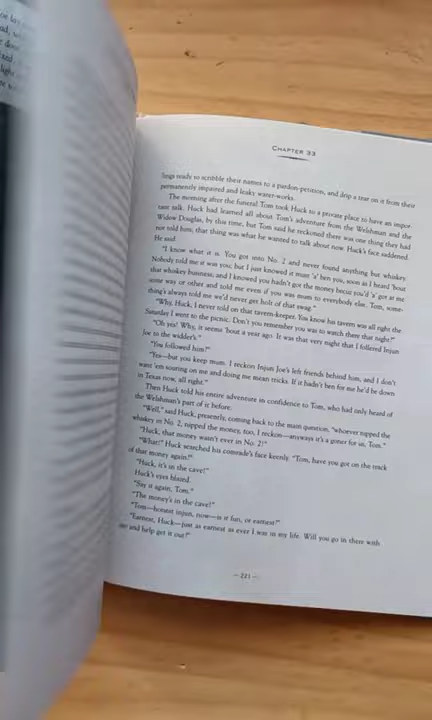 CHAPTER 33
lings ready to scribble their names to a pardon-petition, and drip a tear on it from their
permanently impaired and leaky water-works.
The morning after the funeral Tom took Huck to a private place to have an impor-
tant talk. Huck had learned all about Tom's adventure from the Welshman and the
Widow Douglas, by this time, but Tom said he reckoned there was one thing they had
not told him; that thing was what he wanted to talk about now. Huck's face saddened.
He said:
"I know what it is. You got into No. 2 and never found anything but whiskey.
Nobody told me it was you; but I just knowed it must 'a' ben you, soon as I heard 'bout
that whiskey business; and I knowed you hadn't got the money becuz you'd 'a' got at me
some way or other and told me even if you was mum to everybody else. Tom, some-
thing's always told me we'd never get holt of that swag."
"Why, Huck, I never told on that tavern-keeper. You know his tavern was all right the
Saturday I went to the picnic. Don't you remember you was to watch there that night?"
"Oh yes! Why, it seems 'bout a year ago. It was that very night that I follered Injun
Joe to the widder's."
"You followed him?"
"Yes—but you keep mum. I reckon Injun Joe's left friends behind him, and I don't
want 'em souring on me and doing me mean tricks. If it hadn't ben for me he'd be down
in Texas now, all right."
Then Huck told his entire adventure in confidence to Tom, who had only heard of
the Welshman's part of it before.
"Well," said Huck, presently, coming back to the main question, "whoever nipped the
whiskey in No. 2, nipped the money, too, I reckon—anyways it's a goner for us, Tom."
"Huck, that money wasn't ever in No. 2!"
"What!" Huck searched his comrade's face keenly. "Tom, have you got on the track
of that money again?"
"Huck, it's in the cave!"
Huck's eyes blazed.
"Say it again, Tom."
"The money's in the cave!"
"Tom—honest injun, now—is it fun, or earnest?"
"Earnest, Huck—just as earnest as ever I was in my life. Will you go in there with
me and help get it out?"
— 221 —